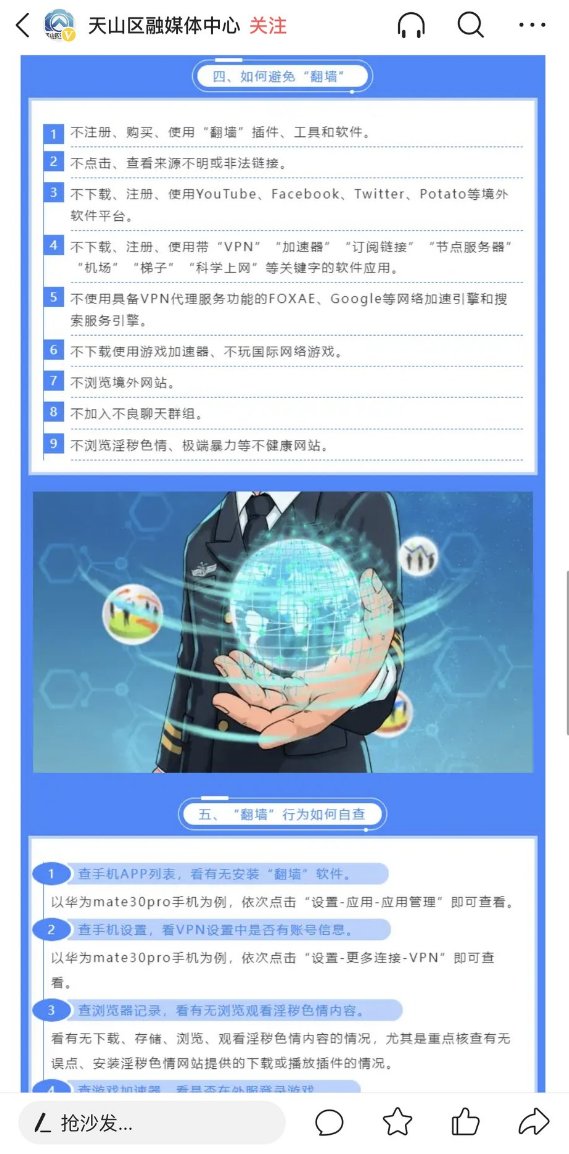 天山区融媒体中心 关注
四、如何避免“翻墙”
1 不注册、购买、使用“翻墙”插件、工具和软件。
2 不点击、查看来源不明或非法链接。
3 不下载、注册、使用YouTube、Facebook、Twitter、Potato等境外
软件平台。
4 不下载、注册、使用带“VPN”“加速器”“订阅链接”“节点服务器”
“机场”“梯子”“科学上网”等关键字的软件应用。
5 不使用具备VPN代理服务功能的FOXAE、Google等网络加速引擎和搜
索服务引擎。
6 不下载使用游戏加速器、不玩国际网络游戏。
7 不浏览境外网站。
8 不加入不良聊天群组。
9 不浏览淫秽色情、极端暴力等不健康网站。
五、“翻墙”行为如何自查
1 查手机APP列表，看有无安装“翻墙”软件。
以华为mate30pro手机为例，依次点击“设置-应用-应用管理”即可查看。
2 查手机设置，看VPN设置中是否有账号信息。
以华为mate30pro手机为例，依次点击“设置-更多连接-VPN”即可查
看。
3 查浏览器记录，看有无浏览观看淫秽色情内容。
看有无下载、存储、浏览、观看淫秽色情内容的情况，尤其是重点核查有无
误点、安装淫秽色情网站提供的下载或播放插件的情况。
4 查游戏加速器，看是否在外服登录游戏
抢沙发...